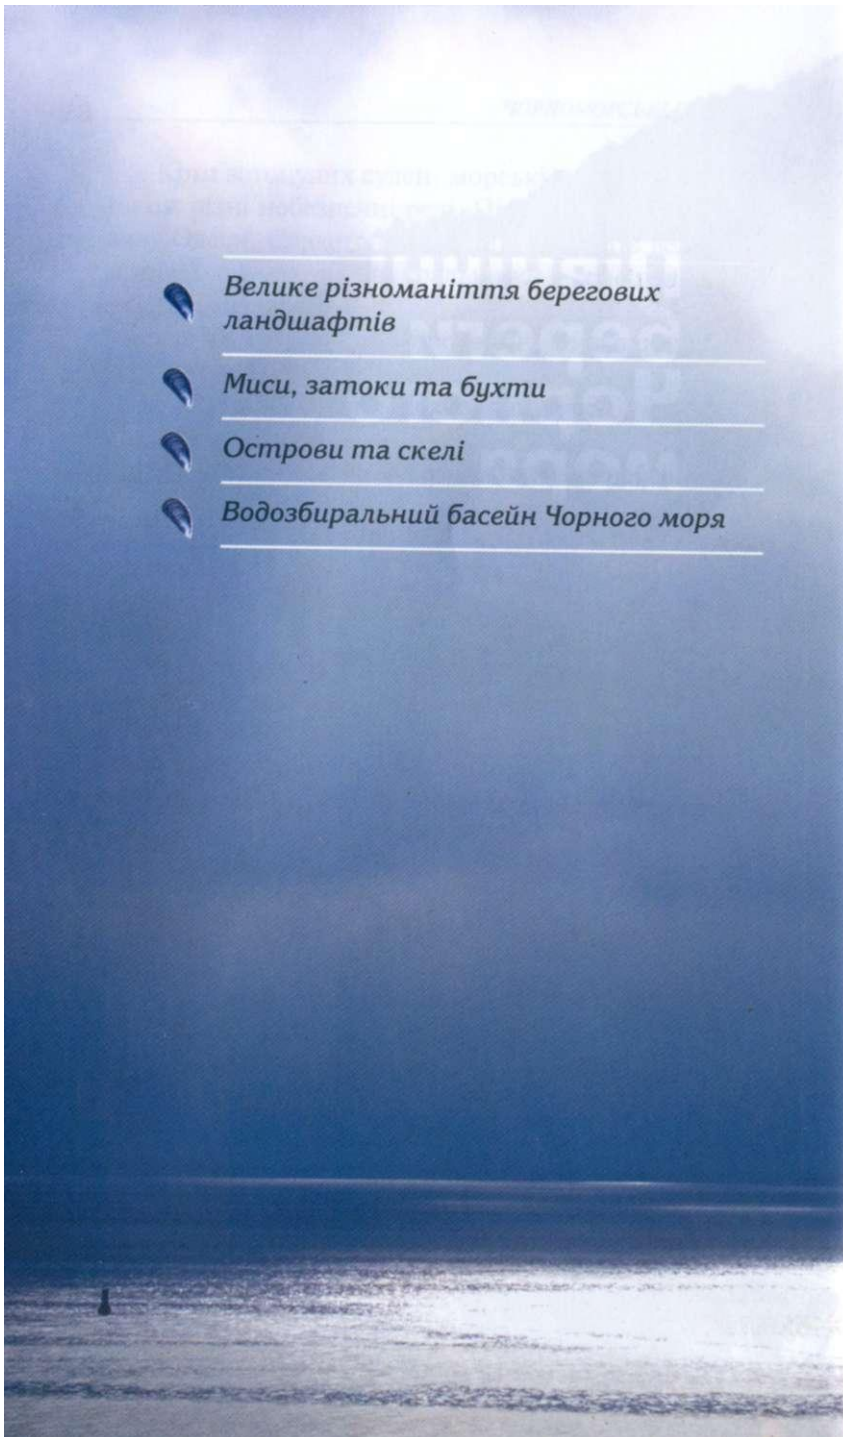 Велике різноманіття берегових
ландшафтів
Миси, затоки та бухти
Острови та скелі
Водозбиральний басейн Чорного моря